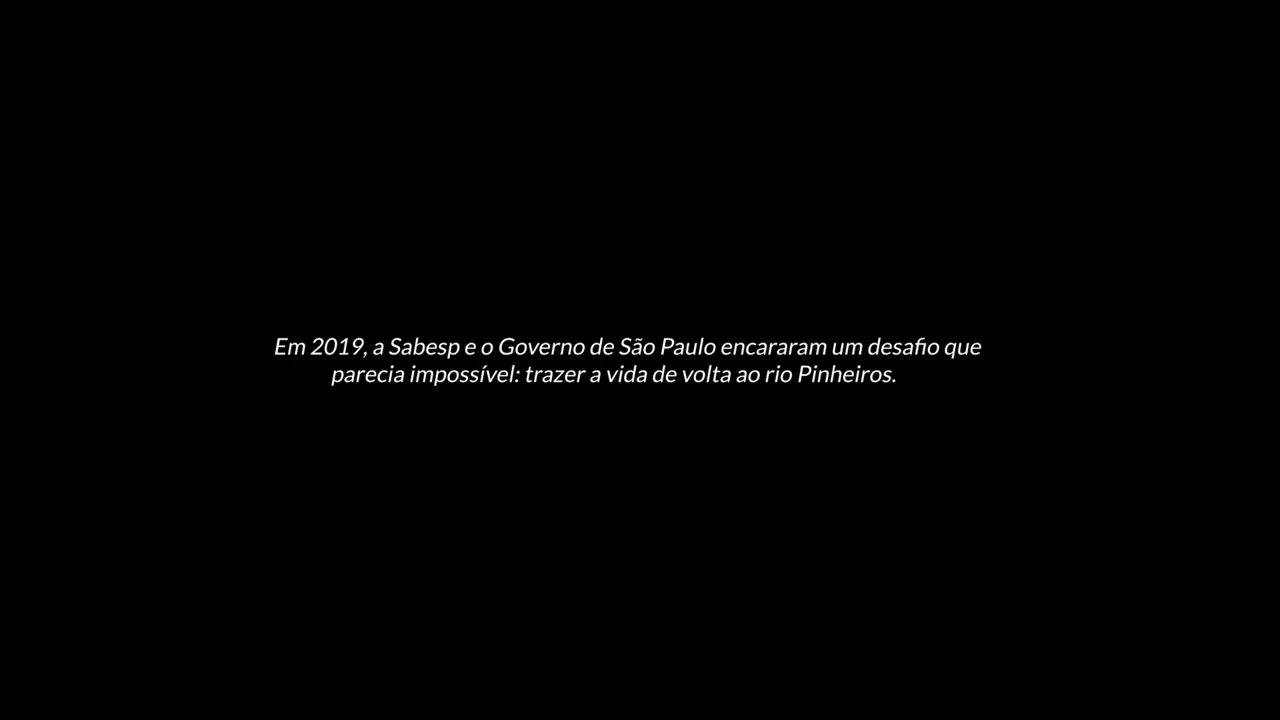 Em 2019, a Sabesp e o Governo de São Paulo encararam um desafio que
parecia impossível: trazer a vida de volta ao rio Pinheiros.